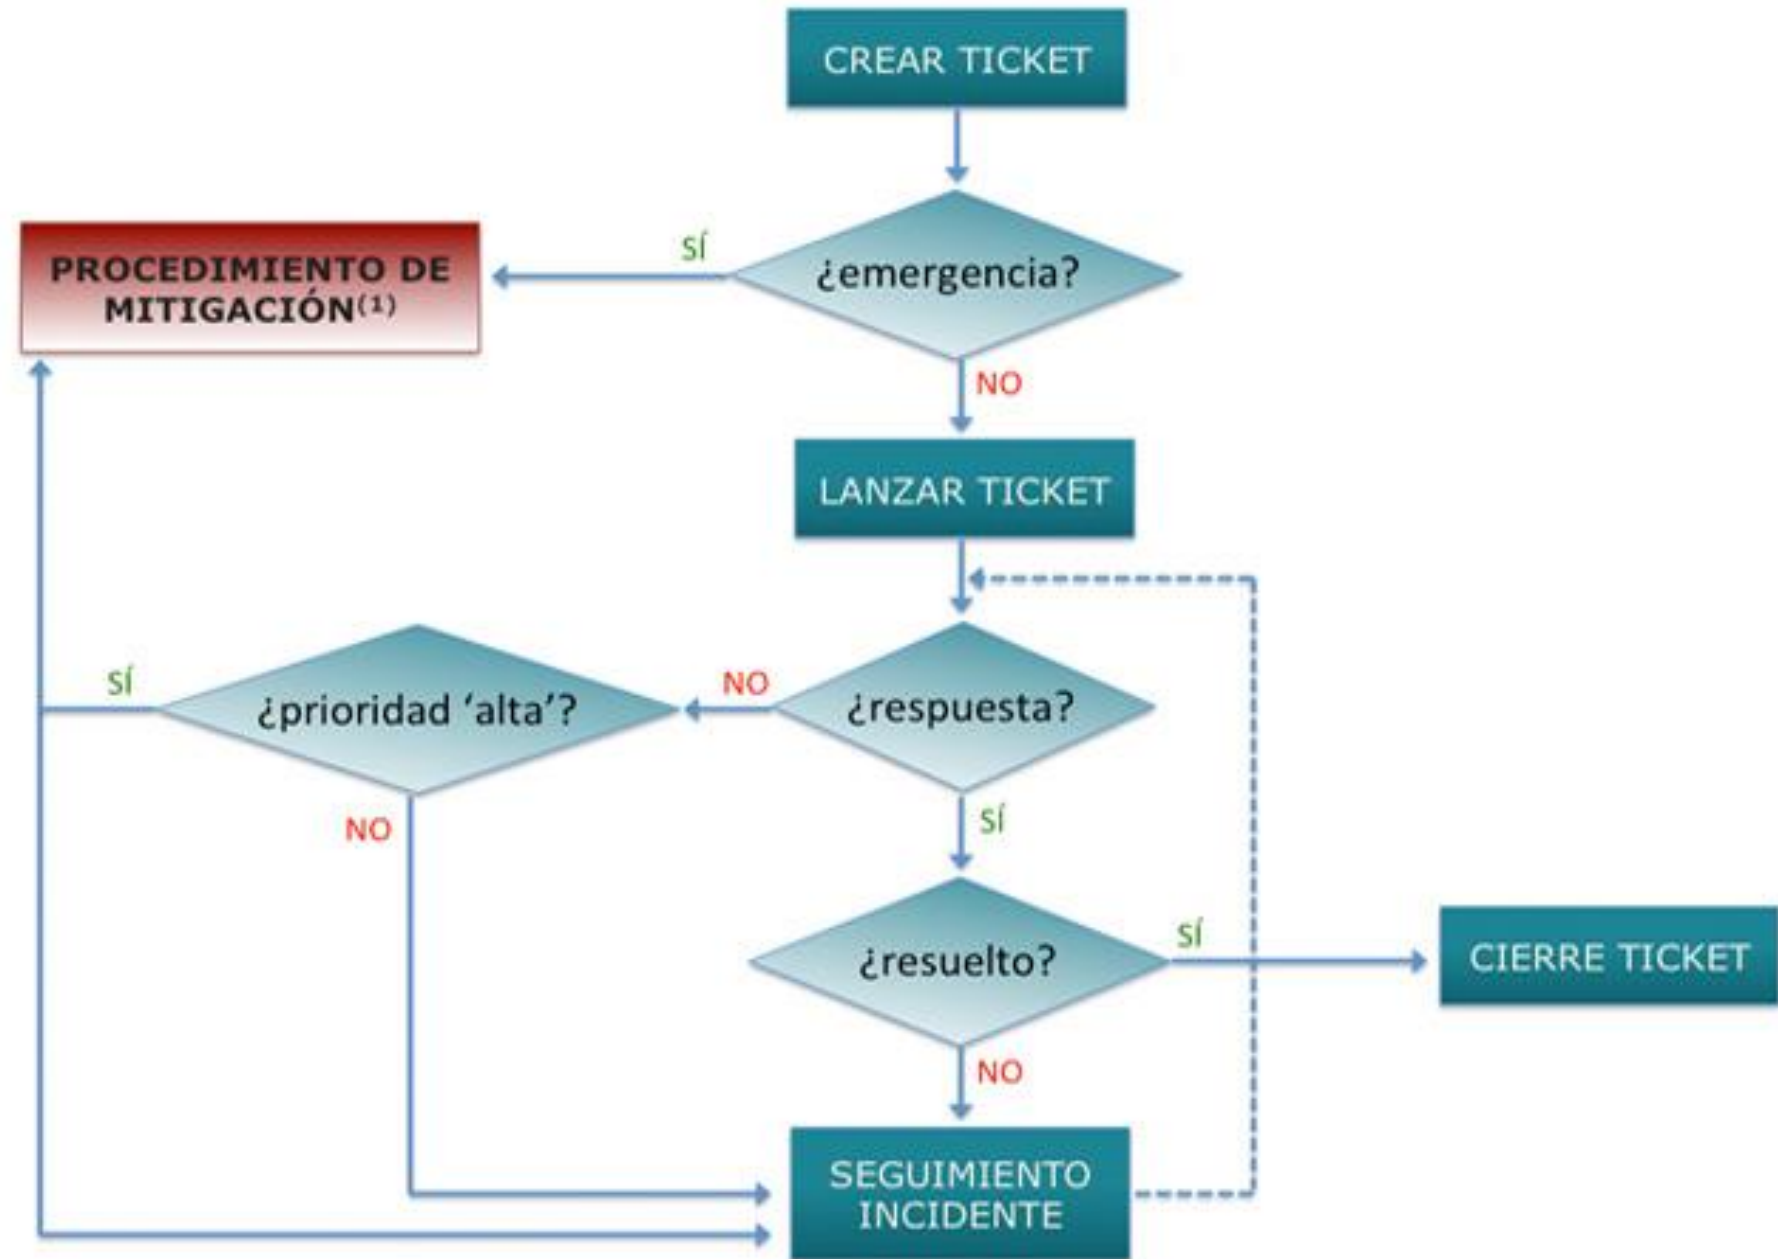 CREAR TICKET
¿emergencia?
SÍ
PROCEDIMIENTO DE
MITIGACIÓN(1)
NO
LANZAR TICKET
¿respuesta?
NO
¿prioridad ‘alta’?
SÍ
NO
SÍ
¿resuelto?
SÍ
CIERRE TICKET
NO
SEGUIMIENTO
INCIDENTE